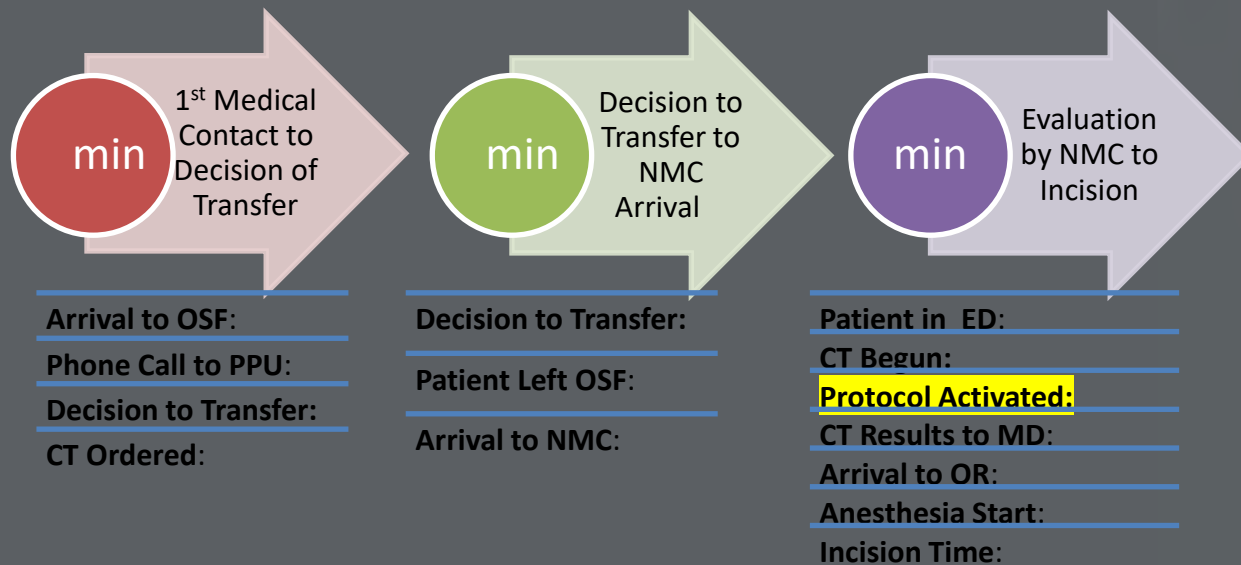 min
1st Medical
Contact to
Decision of
Transfer
Arrival to OSF:
Phone Call to PPU:
Decision to Transfer:
CT Ordered:
min
Decision to
Transfer to
NMC
Arrival
Decision to Transfer:
Patient Left OSF:
Arrival to NMC:
min
Evaluation
by NMC to
Incision
Patient in ED:
CT Begun:
Protocol Activated:
CT Results to MD:
Arrival to OR:
Anesthesia Start:
Incision Time: